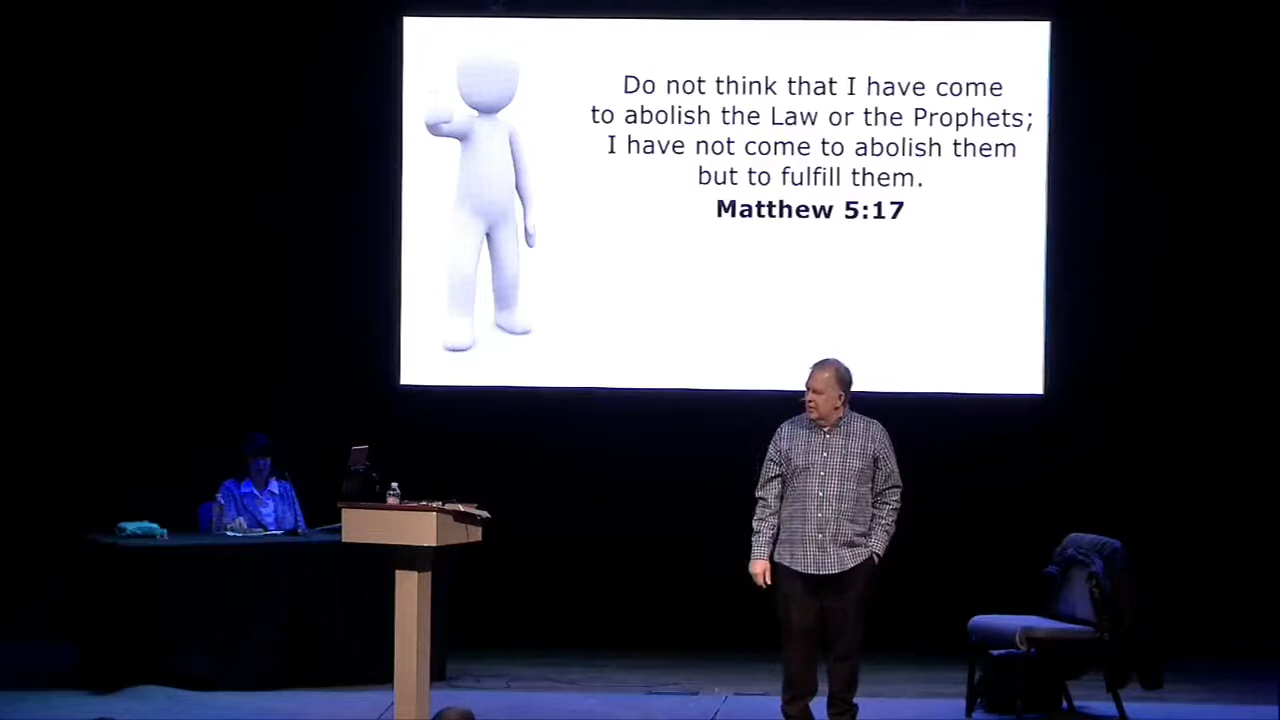 Do not think that I have come
to abolish the Law or the Prophets;
I have not come to abolish them
but to fulfill them.
Matthew 5:17